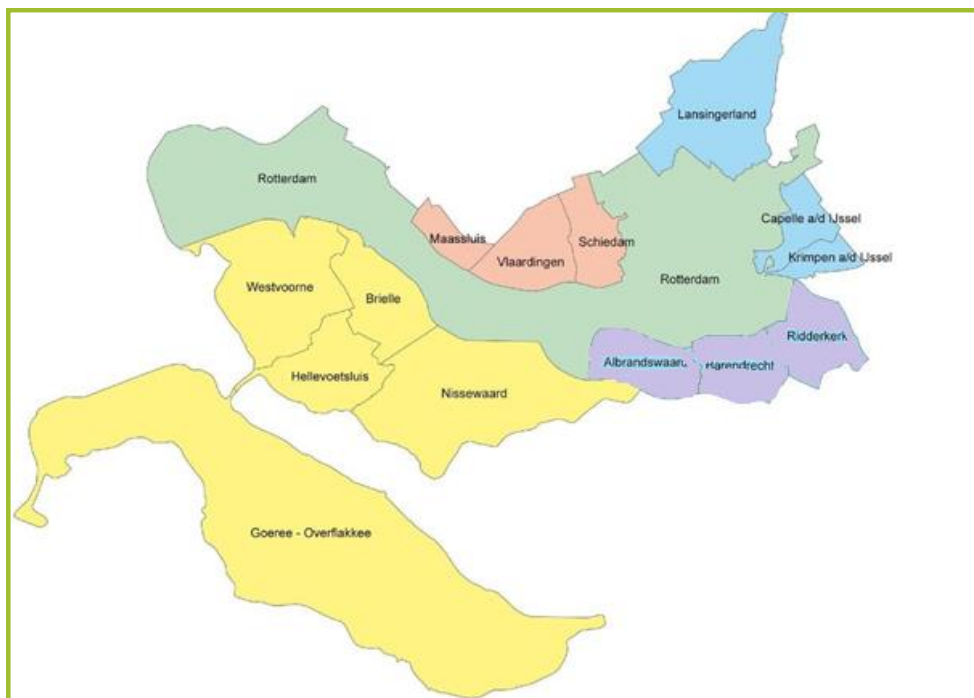 Lansingerland
Rotterdam
Capelle a/d IJssel
Maassluis
Schiedam
Krimpen a/d IJssel
Vlaardingen
Rotterdam
Westvoorne
Brielle
Ridderkerk
Albrandswaard
Barendrecht
Hellevoetsluis
Nissewaard
Goeree - Overflakkee